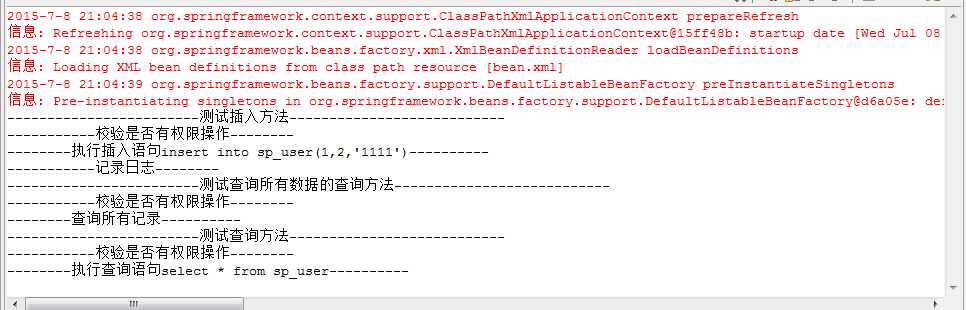 2015-7-8 21:04:38 org.springframework.context.support.ClassPathXmlApplicationContext prepareRefresh
信息: Refreshing org.springframework.context.support.ClassPathXmlApplicationContext@15ff48b: startup date [Wed Jul 08
2015-7-8 21:04:38 org.springframework.beans.factory.xml.XmlBeanDefinitionReader loadBeanDefinitions
信息: Loading XML bean definitions from class path resource [bean.xml]
2015-7-8 21:04:39 org.springframework.beans.factory.support.DefaultListableBeanFactory preInstantiateSingletons
信息: Pre-instantiating singletons in org.springframework.beans.factory.support.DefaultListableBeanFactory@d6a05e:
------------------------测试插入方法---------------------------
-----------校验是否有权限操作--------
--------执行插入语句insert into sp_user(1,2,'1111')----------
-----------记录日志--------
------------------------测试查询所有数据的查询方法---------------------------
-----------校验是否有权限操作--------
--------查询所有记录----------
------------------------测试查询方法---------------------------
-----------校验是否有权限操作--------
--------执行查询语句select * from sp_user----------